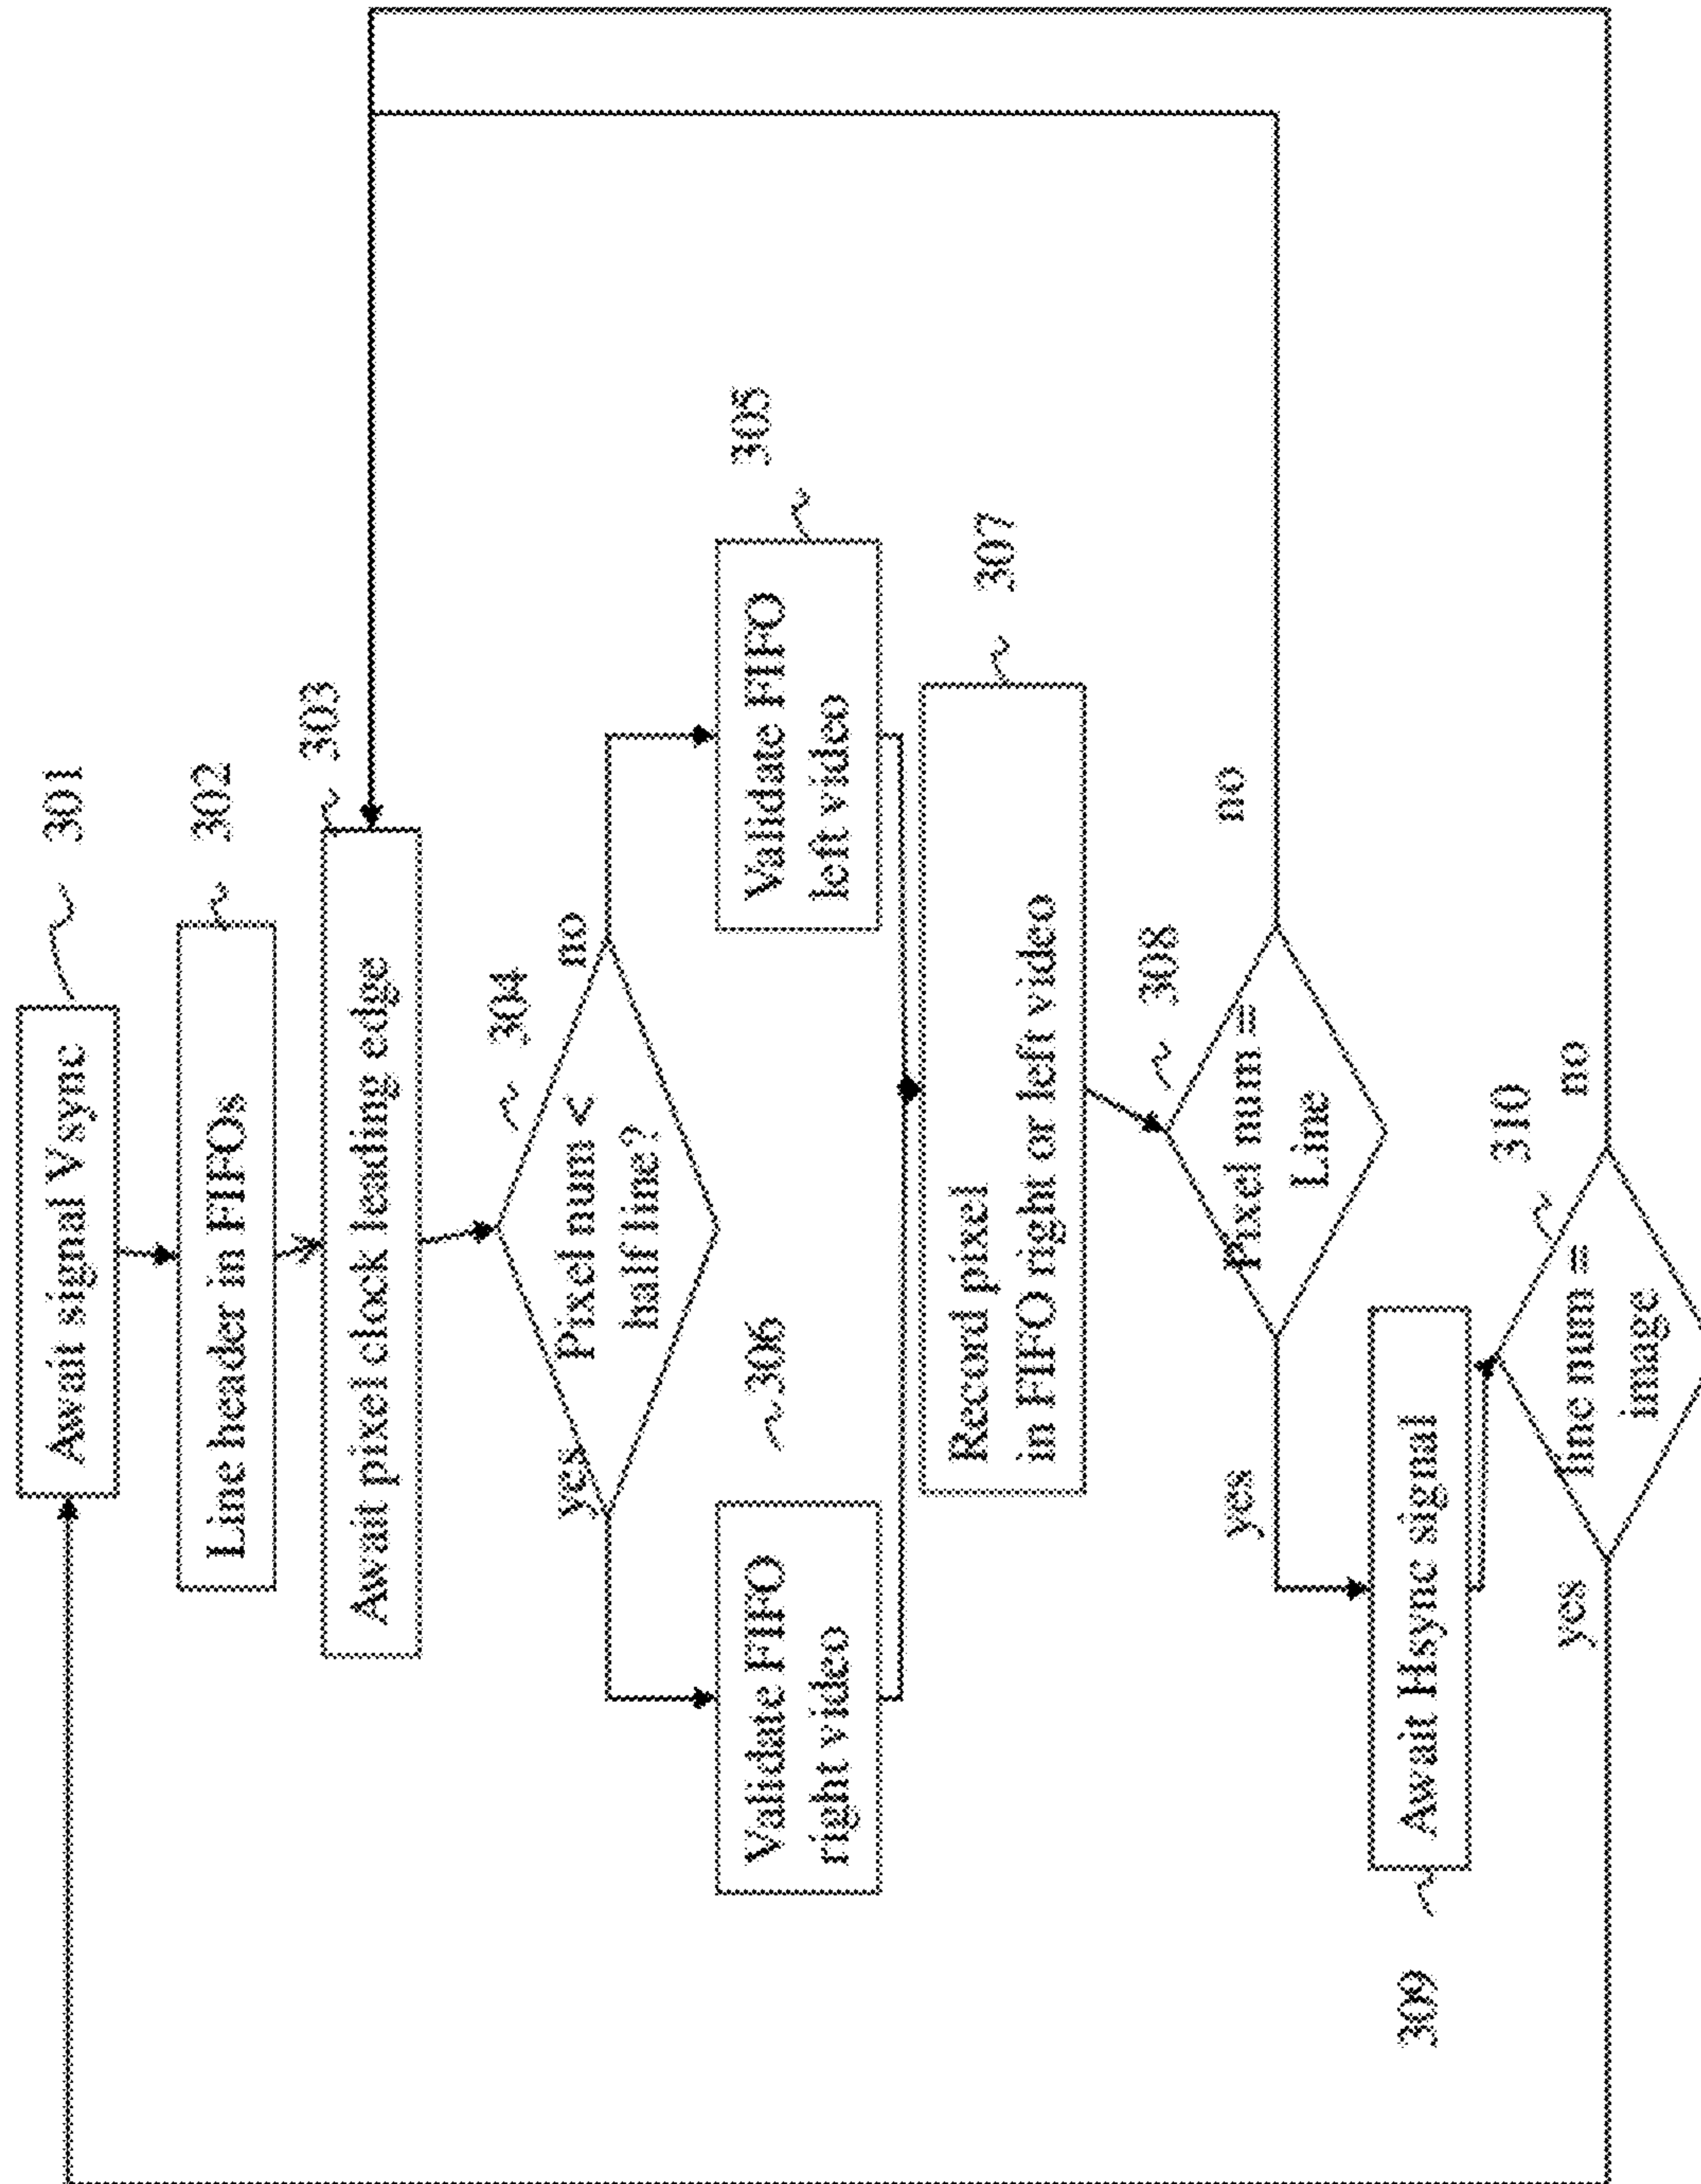 Await signal Vsync
301
Line header in FIFOs
302
303
Await pixel clock leading edge
304
Pixel num <
half line?
yes
no
Validate FIFO
right video
306
Validate FIFO
left video
305
Record pixel
in FIFO right or left video
307
308
Pixel num =
Line
yes
no
309
Await Hsync signal
310
line num =
image
yes
no